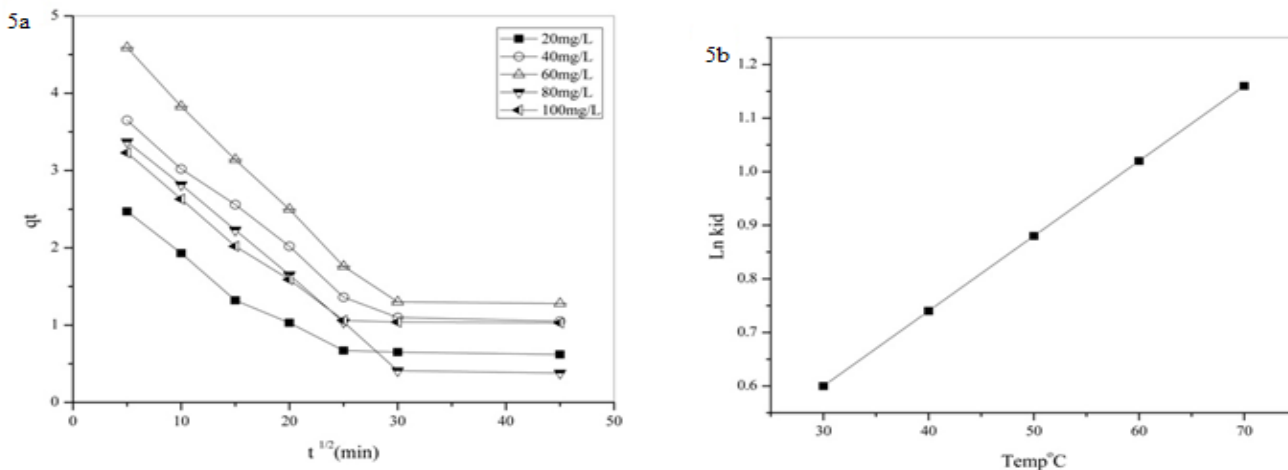 5a
5
4
3
2
1
0
qt
0 10 20 30 40 50
t 1/2(min)
20mg/L
40mg/L
60mg/L
80mg/L
100mg/L
5b
1.2
1.1
1.0
0.9
0.8
0.7
0.6
Ln kid
30 40 50 60 70
Temp°C